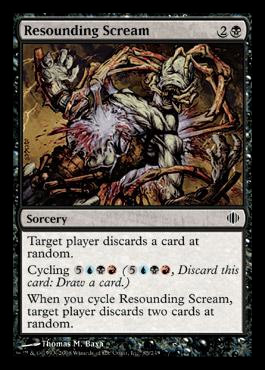 Resounding Scream 2
Sorcery
Target player discards a card at
random.
Cycling 5 (5, Discard this
card: Draw a card.)
When you cycle Resounding Scream,
target player discards two cards at
random.
Thomas M. Baxa